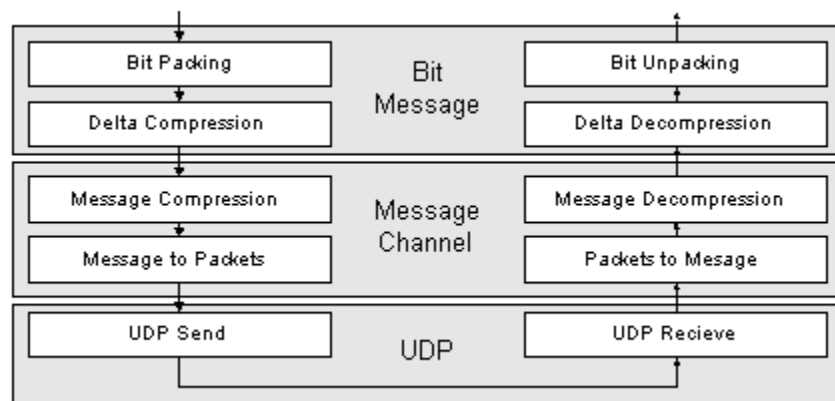 Bit Packing
Delta Compression
Bit
Message
Bit Unpacking
Delta Decompression
Message Compression
Message to Packets
Message
Channel
Message Decompression
Packets to Mesage
UDP Send
UDP
UDP Recieve